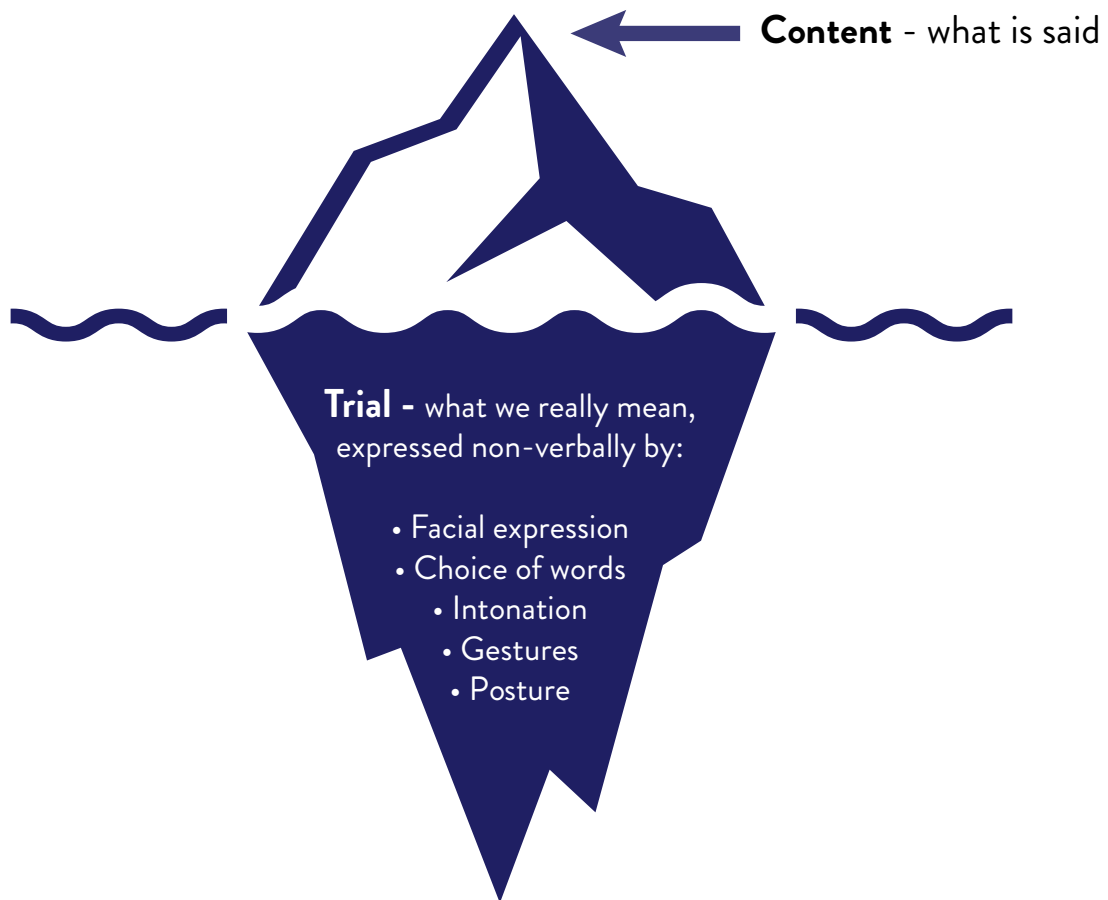 Content - what is said
Trial - what we really mean,
expressed non-verbally by:
• Facial expression
• Choice of words
• Intonation
• Gestures
• Posture